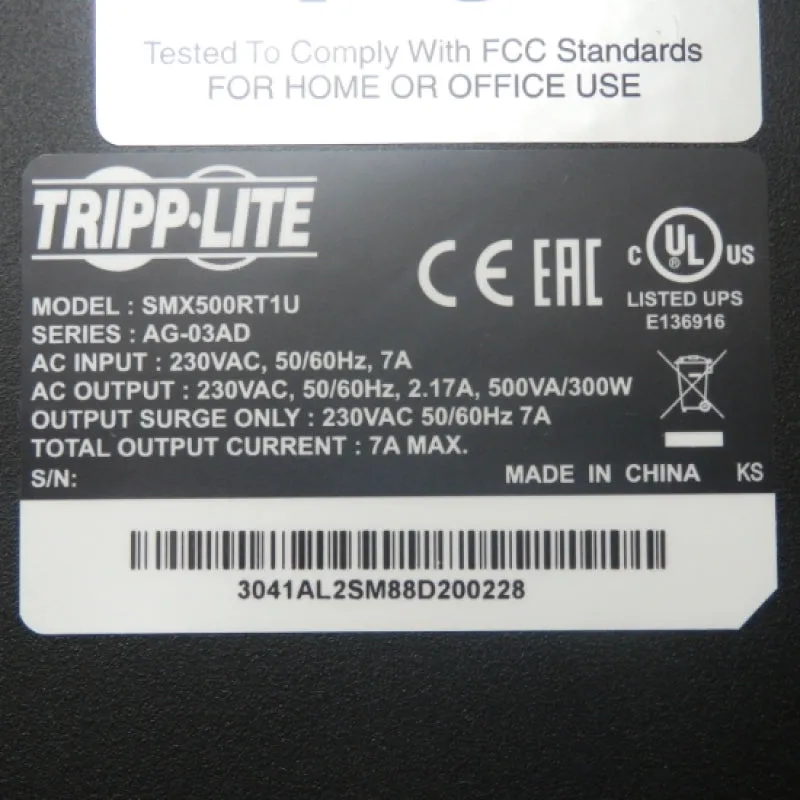 Tested To Comply With FCC Standards
FOR HOME OR OFFICE USE
TRIPP·LITE
CE EAC
C UL® US
LISTED UPS
E136916
MODEL : SMX500RT1U
SERIES : AG-03AD
AC INPUT : 230VAC, 50/60Hz, 7A
AC OUTPUT : 230VAC, 50/60Hz, 2.17A, 500VA/300W
OUTPUT SURGE ONLY : 230VAC 50/60Hz 7A
TOTAL OUTPUT CURRENT : 7A MAX.
S/N:
MADE IN CHINA KS
3041AL2SM88D200228